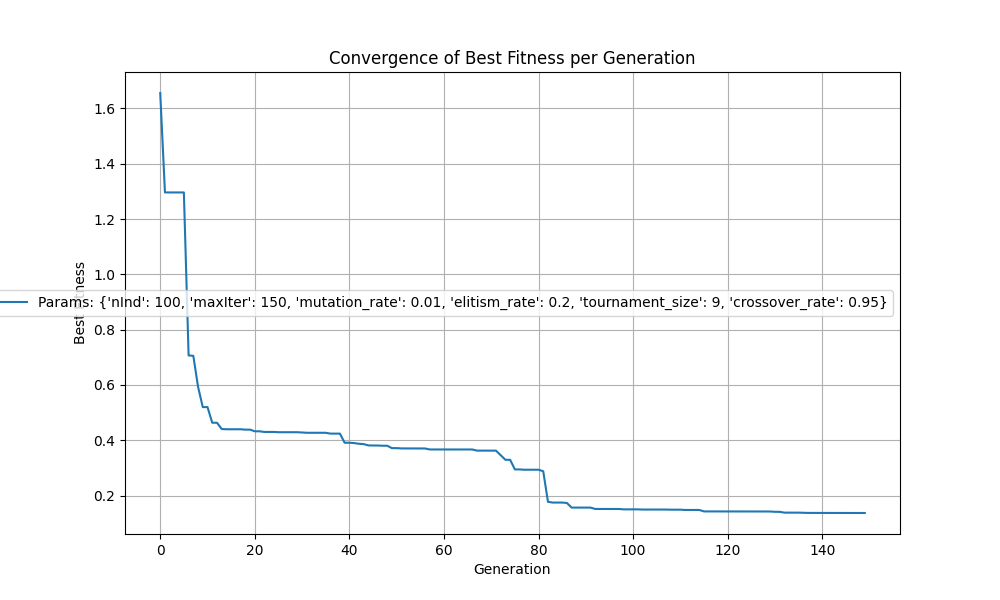 Convergence of Best Fitness per Generation
1.6
1.4
1.2
1.0
0.8
0.6
0.4
0.2
Best
Params: {'nInd': 100, 'maxIter': 150, 'mutation_rate': 0.01, 'elitism_rate': 0.2, 'tournament_size': 9, 'crossover_rate': 0.95}
0 20 40 60 80 100 120 140
Generation